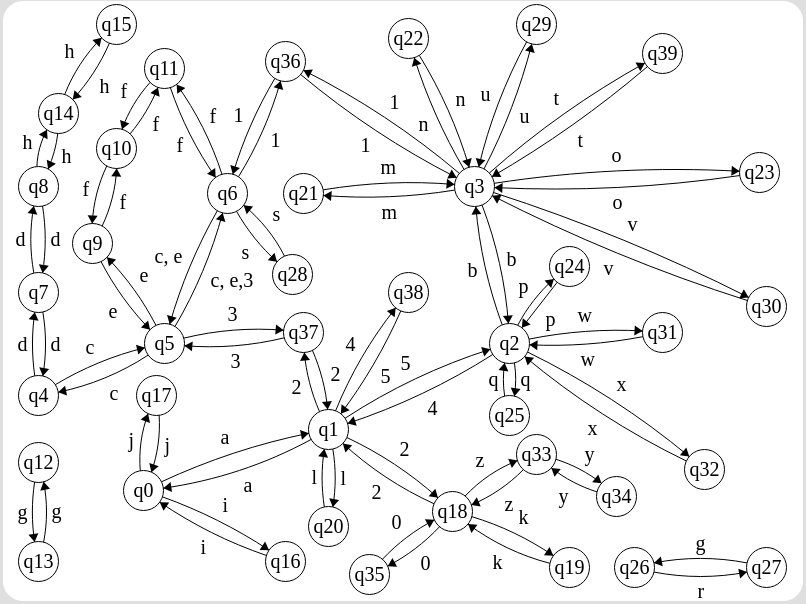 q15
q29
q22
q39
h
q36
q11
h
f
u
t
q14
f
1
1
n
n
u
f
h
f
1
1
t
q10
h
m
o
q8
f
f
q6
q21
q3
q23
m
o
s
v
d
d
q9
c, e
s
b
b
v
e
c, e,3
q28
q24
q7
p
e
q38
q30
3
p
w
d
d
c
q5
q37
4
q2
q31
3
w
5
5
2
2
q
q
x
q4
c
q17
4
q25
q1
x
j
j
a
2
q33
y
q12
l
l
z
q32
a
2
q0
q34
g
g
i
q18
z
y
q20
0
k
i
g
q13
q16
0
k
q35
q19
q26
q27
r